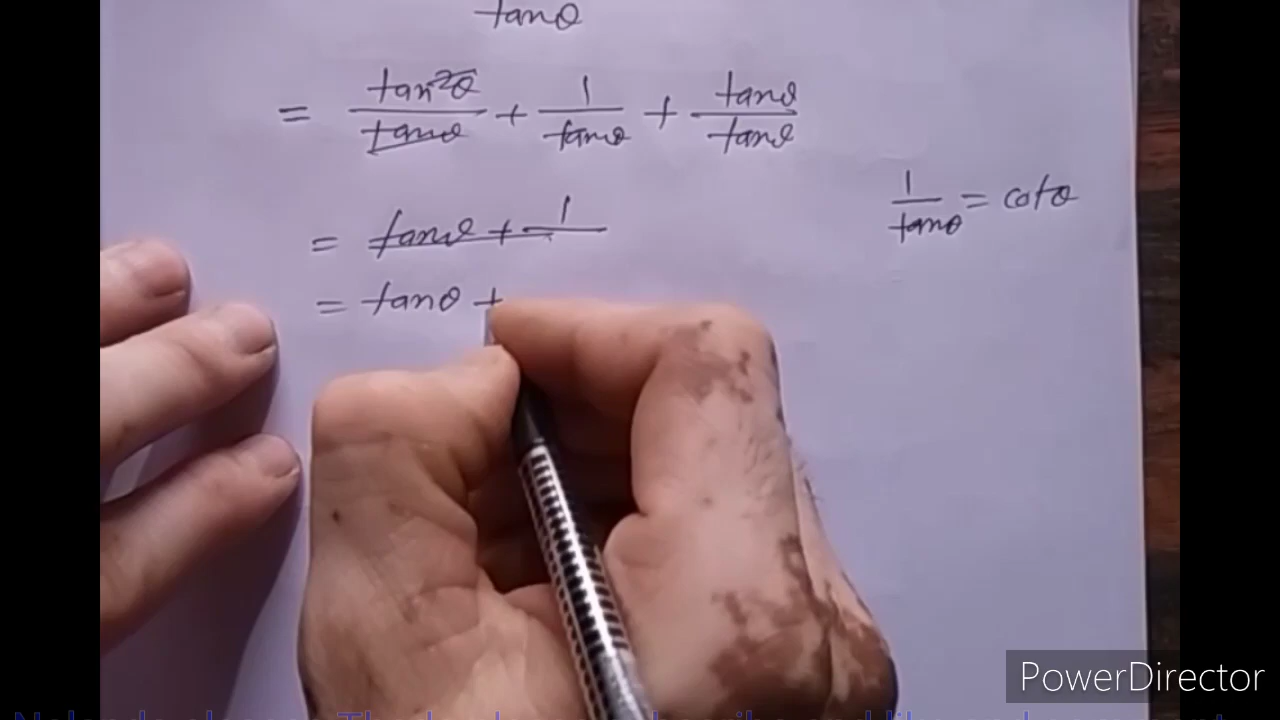 tanθ
= tan²θ/tanθ + 1/tanθ + tanθ/tanθ
1/tanθ = cotθ
= tanθ + 1/
= tanθ +
PowerDirector